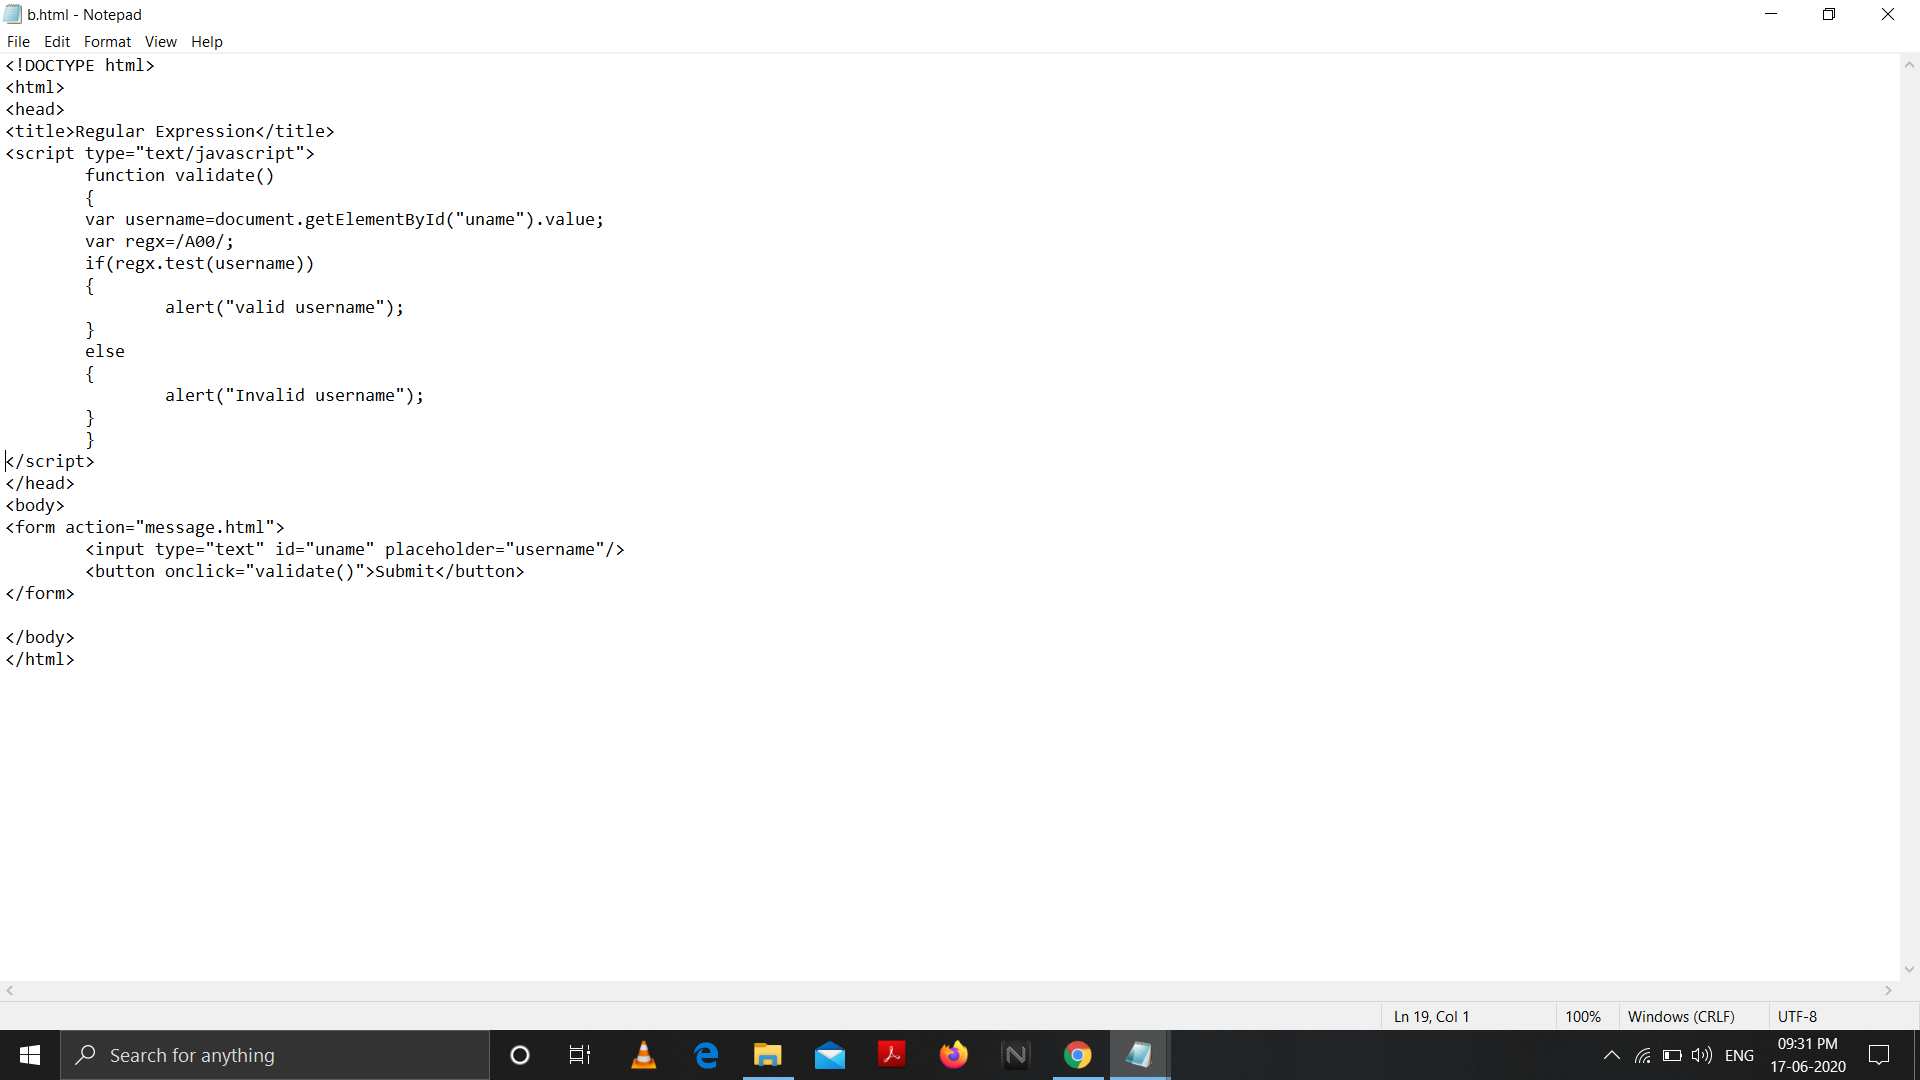 b.html - Notepad
File Edit Format View Help
<!DOCTYPE html>
<html>
<head>
<title>Regular Expression</title>
<script type="text/javascript">
function validate()
{
var username=document.getElementById("uname").value;
var regx=/A00/;
if(regx.test(username))
{
alert("valid username");
}
else
{
alert("Invalid username");
}
}
</script>
</head>
<body>
<form action="message.html">
<input type="text" id="uname" placeholder="username"/>
<button onclick="validate()">Submit</button>
</form>
</body>
</html>
Ln 19, Col 1 100% Windows (CRLF) UTF-8
Search for anything
ENG
09:31 PM
17-06-2020